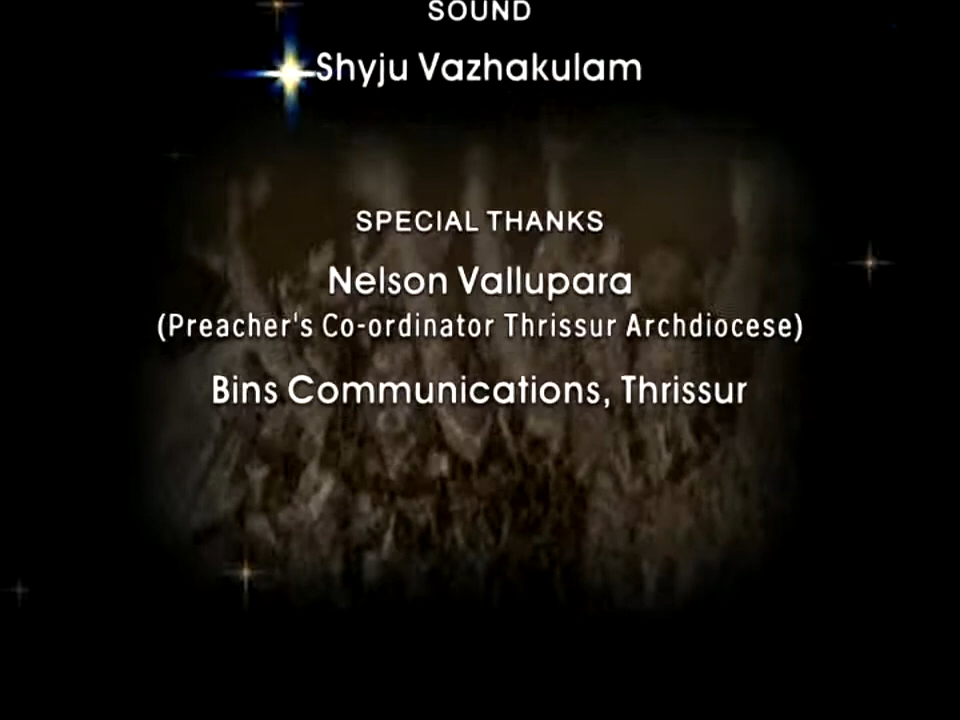 SOUND
Shyju Vazhakulam
SPECIAL THANKS
Nelson Vallupara
(Preacher's Co-ordinator Thrissur Archdiocese)
Bins Communications, Thrissur